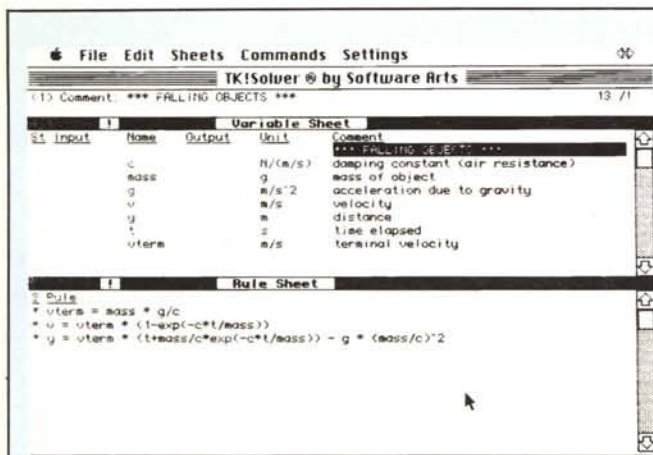 File Edit Sheets Commands Settings
TK!Solver ® by Software Arts
(1) Comment: *** FALLING OBJECTS *** 13 /!
! Variable Sheet
St Input Name Output Unit Comment
*** FALLING OBJECTS ***
c N/(m/s) damping constant (air resistance)
mass g mass of object
g m/s^2 acceleration due to gravity
v m/s velocity
y m distance
t s time elapsed
vterm m/s terminal velocity
! Rule Sheet
S Rule
* vterm = mass * g/c
* v = vterm * (1-exp(-c*t/mass))
* y = vterm * (t+mass/c*exp(-c*t/mass)) - g * (mass/c)^2